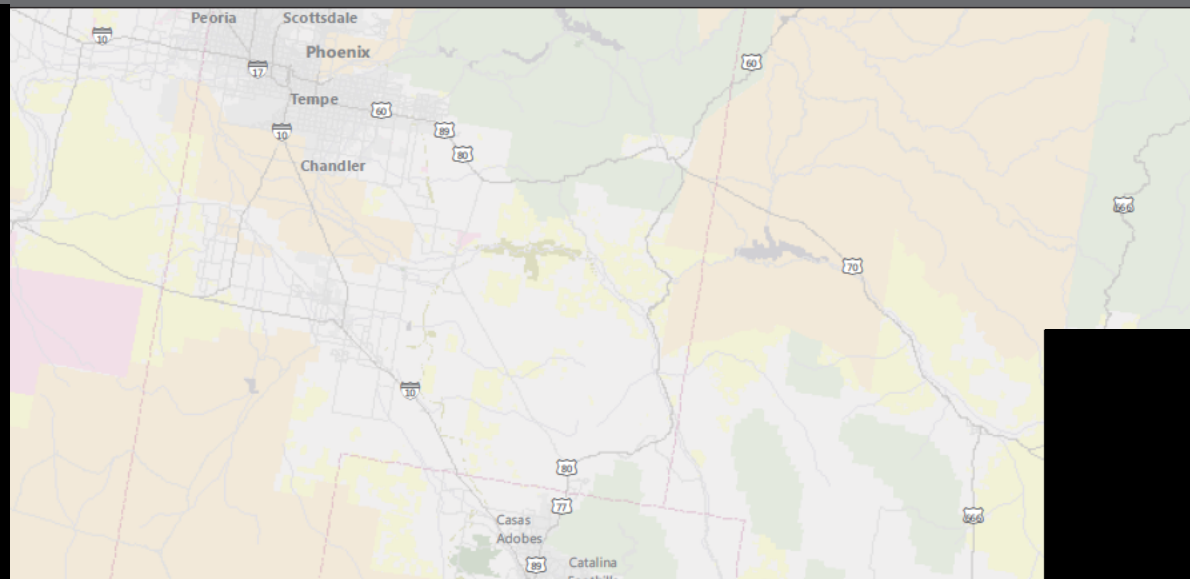 Peoria
Scottsdale
10
Phoenix
17
60
Tempe
60
10
89
80
Chandler
666
70
10
80
77
666
Casas
Adobes
89
Catalina